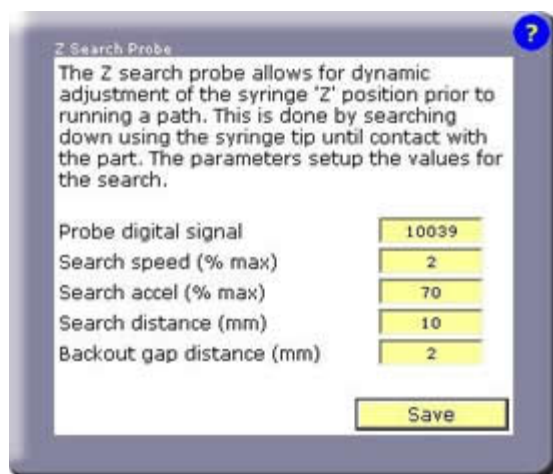 ?
Z Search Probe
The Z search probe allows for dynamic
adjustment of the syringe 'Z' position prior to
running a path. This is done by searching
down using the syringe tip until contact with
the part. The parameters setup the values for
the search.
Probe digital signal 10039
Search speed (% max) 2
Search accel (% max) 70
Search distance (mm) 10
Backout gap distance (mm) 2
Save